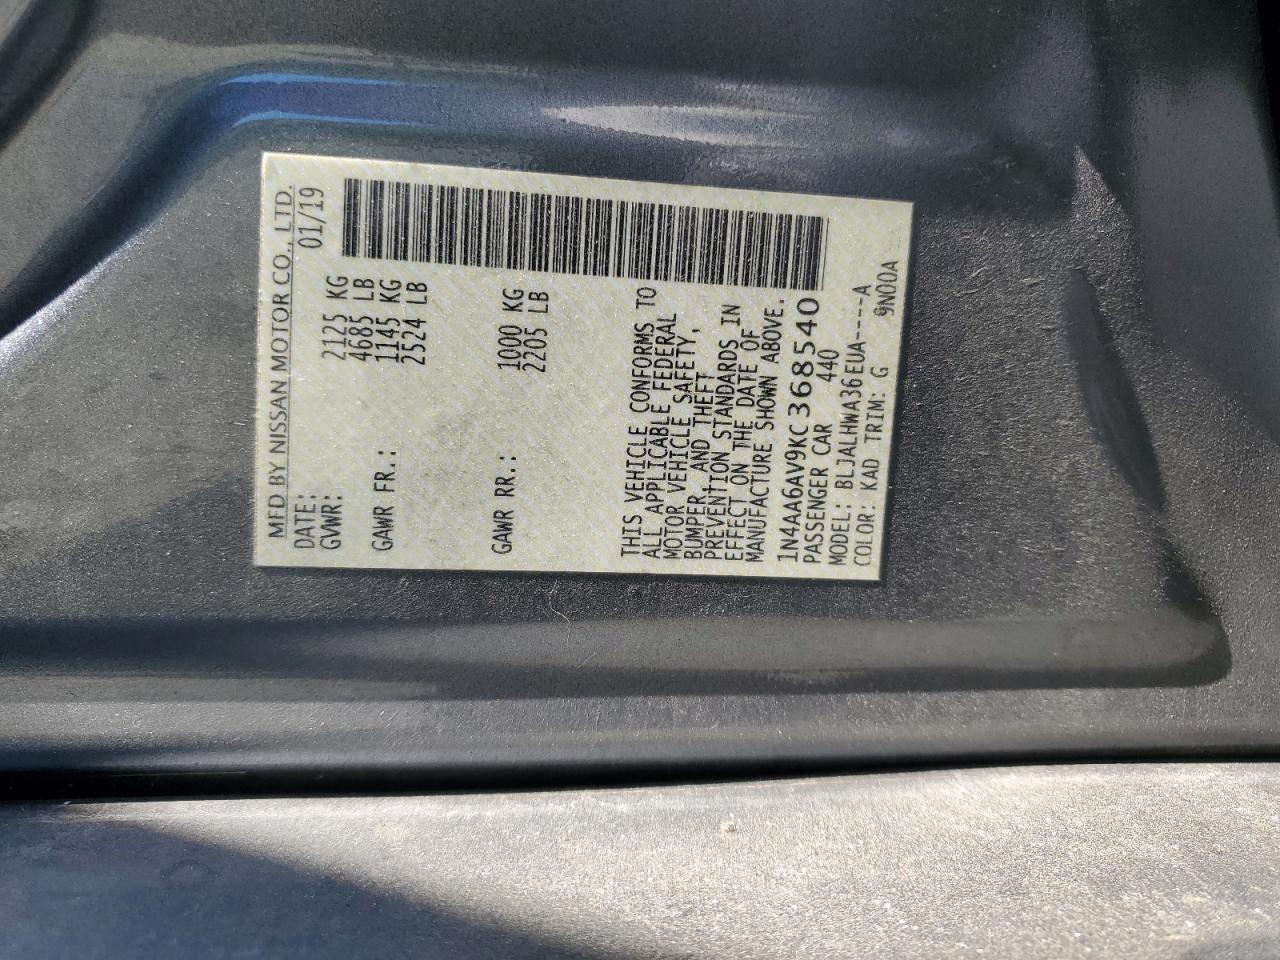 MFD BY NISSAN MOTOR CO., LTD.
DATE: 01/19
GVWR: 2125 KG
4685 LB
GAWR FR.: 1145 KG
2524 LB
GAWR RR.: 1000 KG
2205 LB
THIS VEHICLE CONFORMS TO
ALL APPLICABLE FEDERAL
MOTOR VEHICLE SAFETY,
BUMPER, AND THEFT
PREVENTION STANDARDS IN
EFFECT ON THE DATE OF
MANUFACTURE SHOWN ABOVE.
1N4AA6AV9KC368540
PASSENGER CAR 440
MODEL: BLJALHWA36EUA----A
COLOR: KAD TRIM: G 9N00A